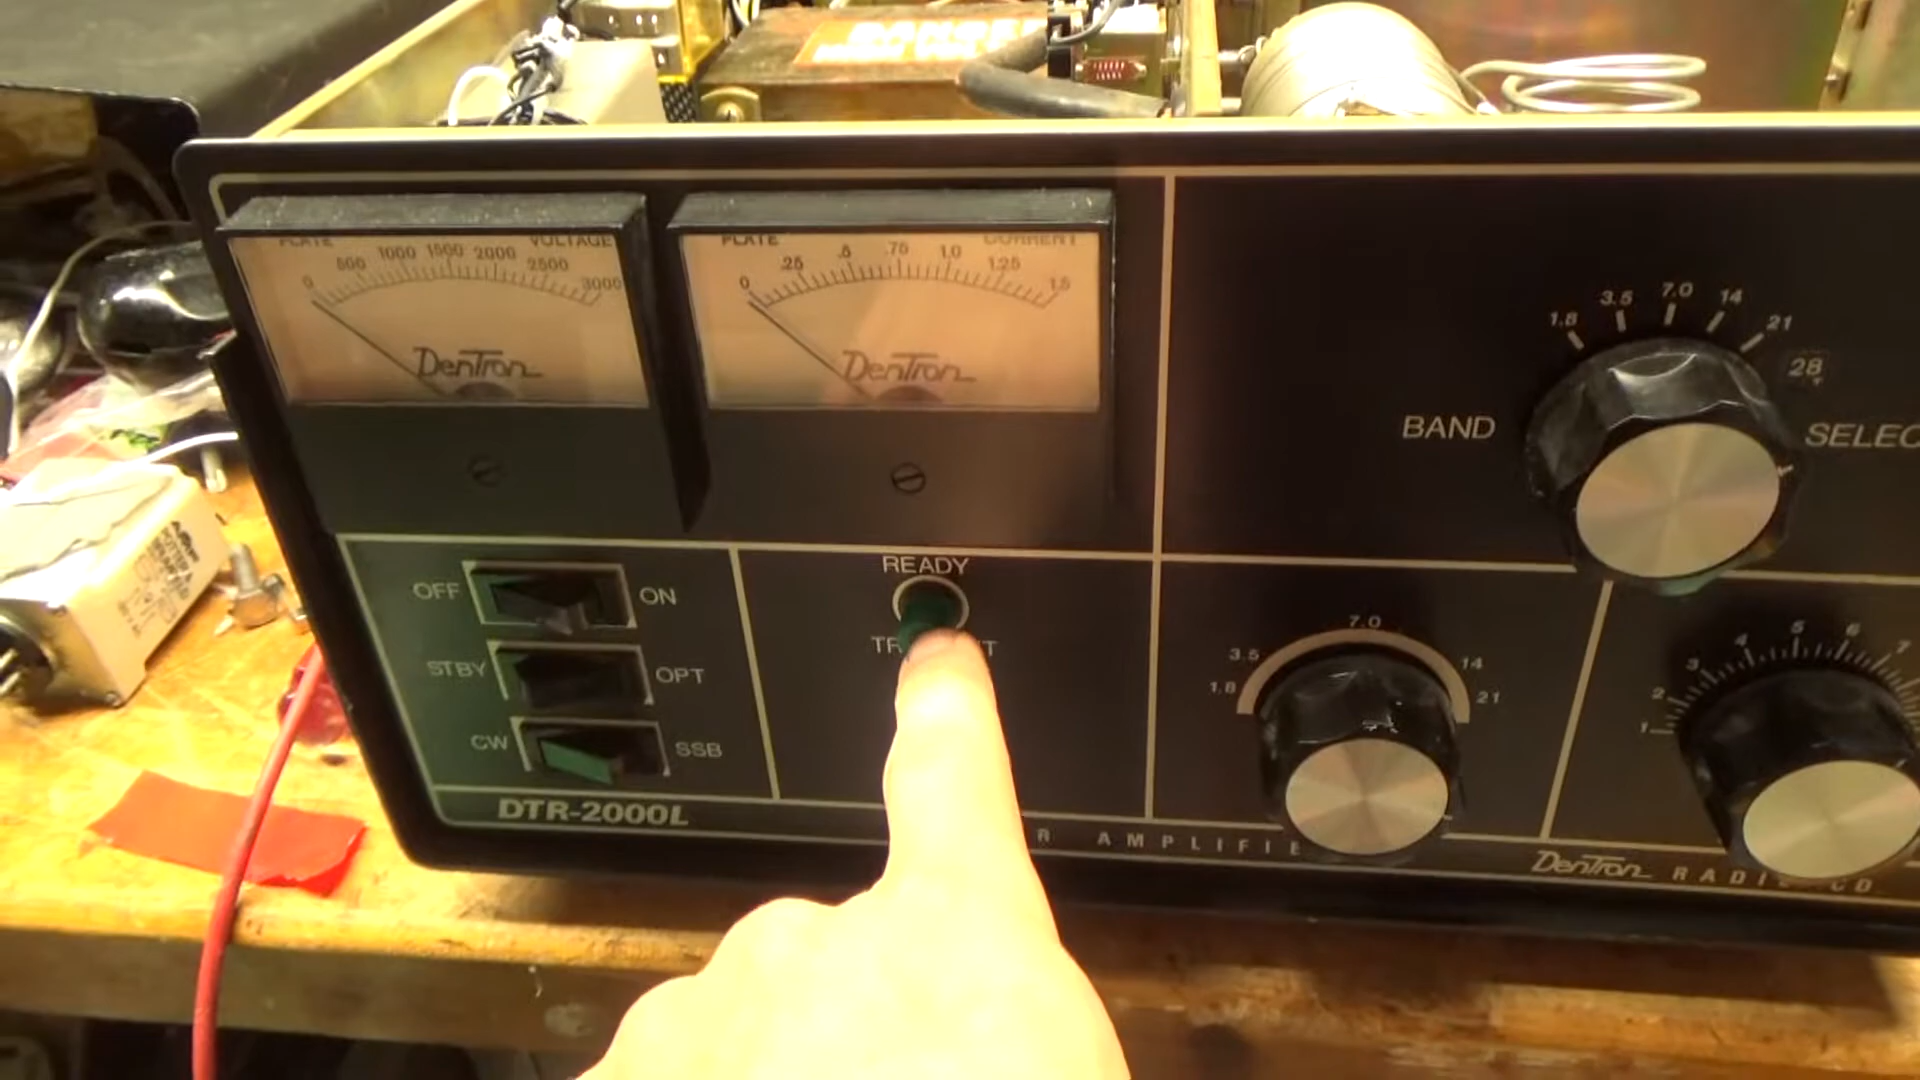 DANGER
PLATE VOLTAGE
0 500 1000 1500 2000 2500 3000
DenTron
PLATE CURRENT
0 .25 .5 .75 1.0 1.25 1.5
DenTron
1.8 3.5 7.0 14 21 28
BAND
OFF ON
STBY OPT
CW SSB
READY
1.8 3.5 7.0 14 21
1 2 3 4 5 6 7
DTR-2000L
AMPLIFIE
DenTron